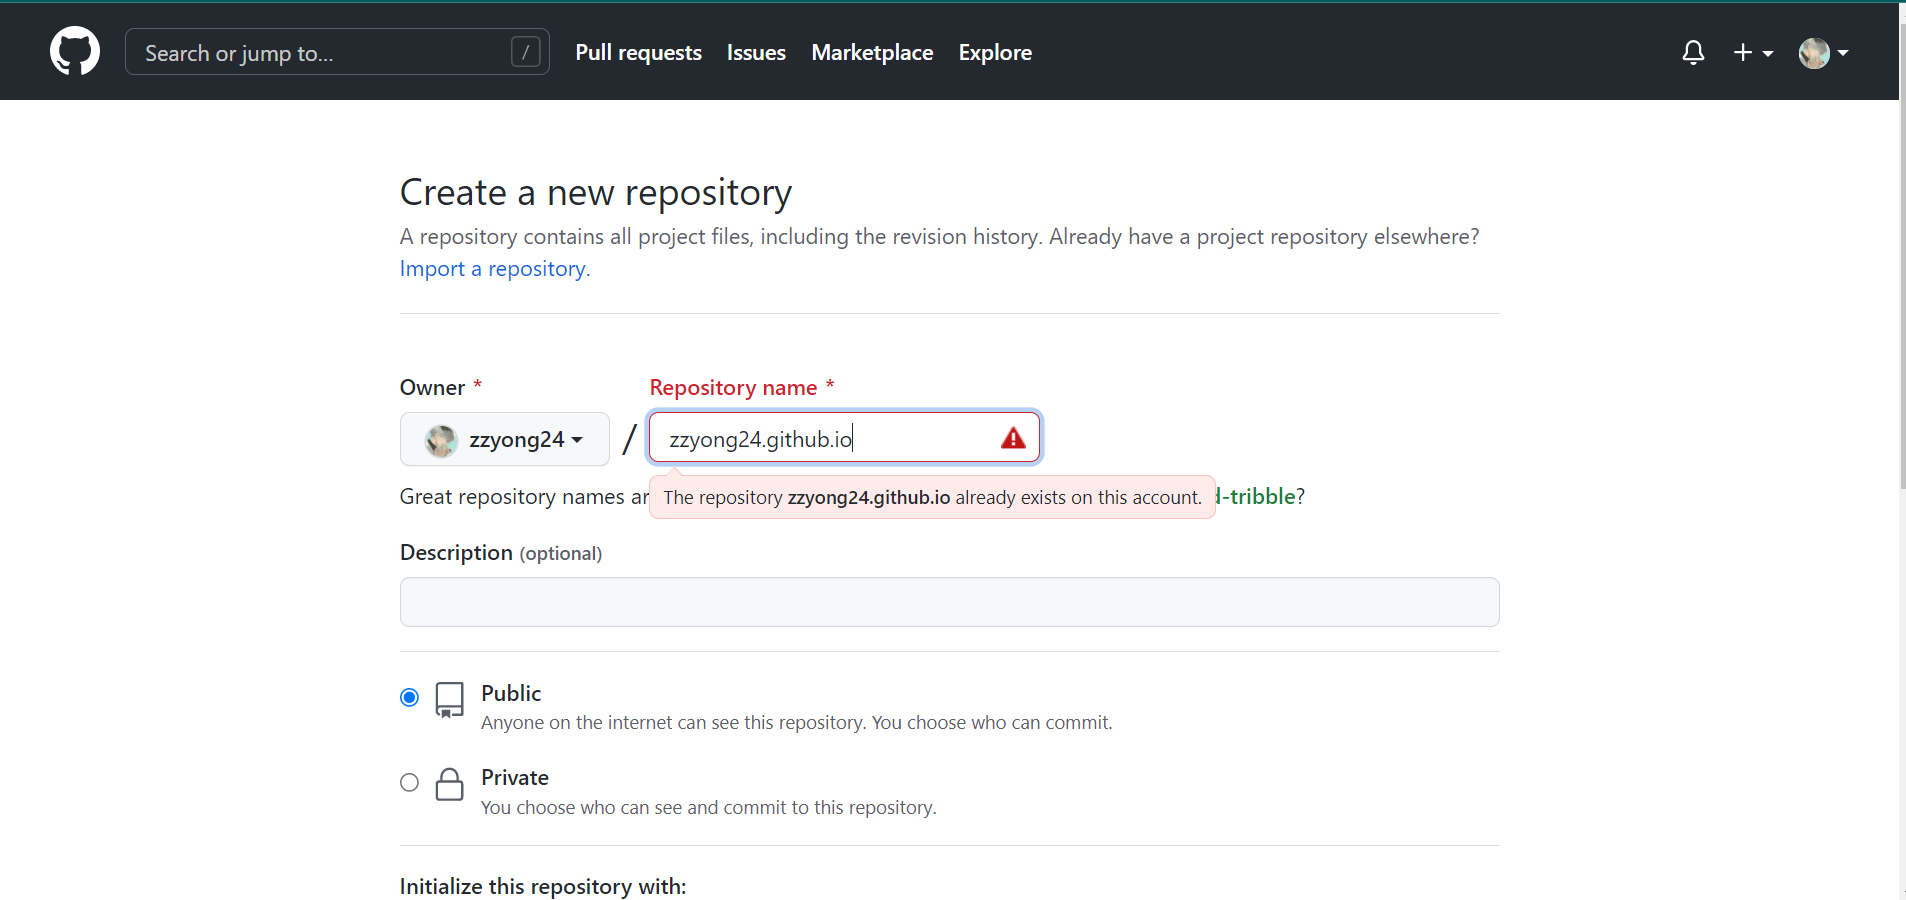 Search or jump to... /
Pull requests Issues Marketplace Explore
Create a new repository
A repository contains all project files, including the revision history. Already have a project repository elsewhere?
Import a repository.
Owner * Repository name *
zzyong24 / zzyong24.github.io
Great repository names d-tribble?
The repository zzyong24.github.io already exists on this account.
Description (optional)
Public
Anyone on the internet can see this repository. You choose who can commit.
Private
You choose who can see and commit to this repository.
Initialize this repository with: